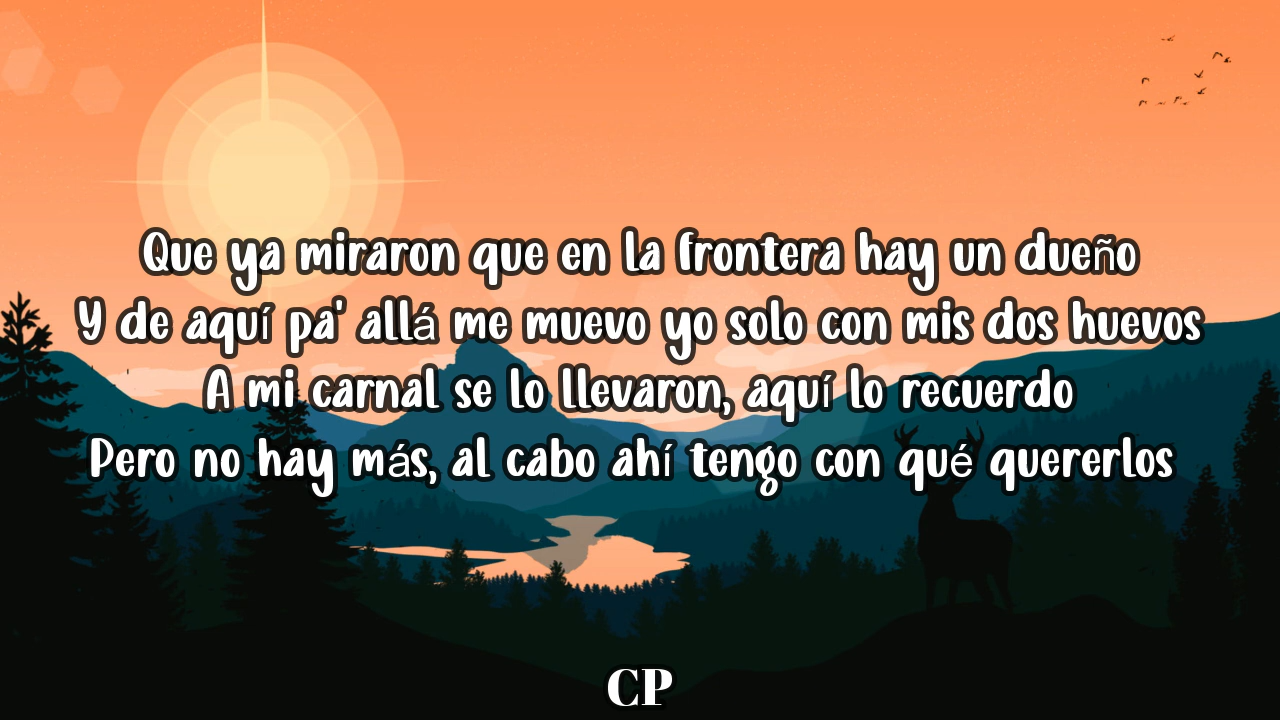 Que ya miraron que en la frontera hay un dueño
Y de aquí pa' allá me muevo yo solo con mis dos huevos
A mi carnal se lo llevaron, aquí lo recuerdo
Pero no hay más, al cabo ahí tengo con qué quererlos
CP